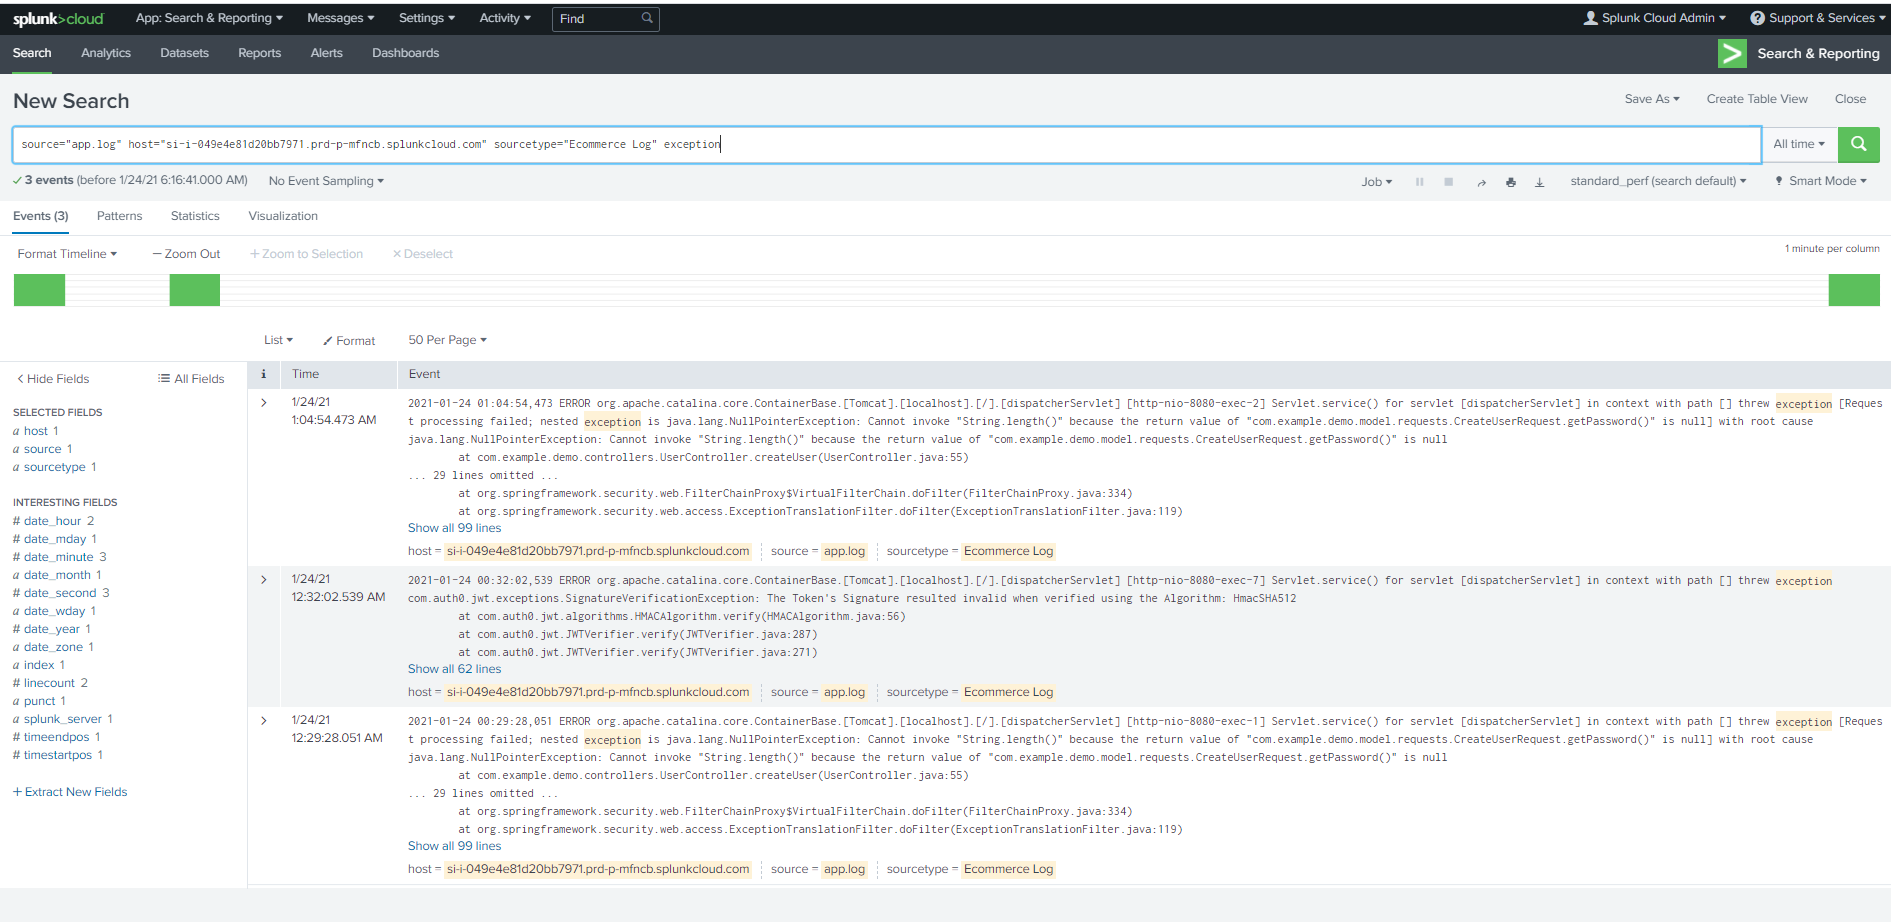 splunk>cloud App: Search & Reporting Messages Settings Activity Find Splunk Cloud Admin ? Support & Services
Search Analytics Datasets Reports Alerts Dashboards > Search & Reporting
New Search Save As Create Table View Close
source="app.log" host="si-i-049e4e81d20bb7971.prd-p-mfncb.splunkcloud.com" sourcetype="Ecommerce Log" exception All time
✓ 3 events (before 1/24/21 6:16:41.000 AM) No Event Sampling Job standard_perf (search default) Smart Mode
Events (3) Patterns Statistics Visualization
Format Timeline — Zoom Out + Zoom to Selection × Deselect 1 minute per column
List Format 50 Per Page
< Hide Fields All Fields
SELECTED FIELDS
a host 1
a source 1
a sourcetype 1
INTERESTING FIELDS
# date_hour 2
# date_mday 1
# date_minute 3
a date_month 1
# date_second 3
a date_wday 1
# date_year 1
a date_zone 1
a index 1
# linecount 2
a punct 1
a splunk_server 1
# timeendpos 1
# timestartpos 1
+ Extract New Fields
i Time Event
> 1/24/21
1:04:54.473 AM
2021-01-24 01:04:54,473 ERROR org.apache.catalina.core.ContainerBase.[Tomcat].[localhost].[/].[dispatcherServlet] [http-nio-8080-exec-2] Servlet.service() for servlet [dispatcherServlet] in context with path [] threw exception [Reques
t processing failed; nested exception is java.lang.NullPointerException: Cannot invoke "String.length()" because the return value of "com.example.demo.model.requests.CreateUserRequest.getPassword()" is null] with root cause
java.lang.NullPointerException: Cannot invoke "String.length()" because the return value of "com.example.demo.model.requests.CreateUserRequest.getPassword()" is null
at com.example.demo.controllers.UserController.createUser(UserController.java:55)
... 29 lines omitted ...
at org.springframework.security.web.FilterChainProxy$VirtualFilterChain.doFilter(FilterChainProxy.java:334)
at org.springframework.security.web.access.ExceptionTranslationFilter.doFilter(ExceptionTranslationFilter.java:119)
Show all 99 lines
host = si-i-049e4e81d20bb7971.prd-p-mfncb.splunkcloud.com source = app.log sourcetype = Ecommerce Log
> 1/24/21
12:32:02.539 AM
2021-01-24 00:32:02,539 ERROR org.apache.catalina.core.ContainerBase.[Tomcat].[localhost].[/].[dispatcherServlet] [http-nio-8080-exec-7] Servlet.service() for servlet [dispatcherServlet] in context with path [] threw exception
com.auth0.jwt.exceptions.SignatureVerificationException: The Token's Signature resulted invalid when verified using the Algorithm: HmacSHA512
at com.auth0.jwt.algorithms.HMACAlgorithm.verify(HMACAlgorithm.java:56)
at com.auth0.jwt.JWTVerifier.verify(JWTVerifier.java:287)
at com.auth0.jwt.JWTVerifier.verify(JWTVerifier.java:271)
Show all 62 lines
host = si-i-049e4e81d20bb7971.prd-p-mfncb.splunkcloud.com source = app.log sourcetype = Ecommerce Log
> 1/24/21
12:29:28.051 AM
2021-01-24 00:29:28,051 ERROR org.apache.catalina.core.ContainerBase.[Tomcat].[localhost].[/].[dispatcherServlet] [http-nio-8080-exec-1] Servlet.service() for servlet [dispatcherServlet] in context with path [] threw exception [Reques
t processing failed; nested exception is java.lang.NullPointerException: Cannot invoke "String.length()" because the return value of "com.example.demo.model.requests.CreateUserRequest.getPassword()" is null] with root cause
java.lang.NullPointerException: Cannot invoke "String.length()" because the return value of "com.example.demo.model.requests.CreateUserRequest.getPassword()" is null
at com.example.demo.controllers.UserController.createUser(UserController.java:55)
... 29 lines omitted ...
at org.springframework.security.web.FilterChainProxy$VirtualFilterChain.doFilter(FilterChainProxy.java:334)
at org.springframework.security.web.access.ExceptionTranslationFilter.doFilter(ExceptionTranslationFilter.java:119)
Show all 99 lines
host = si-i-049e4e81d20bb7971.prd-p-mfncb.splunkcloud.com source = app.log sourcetype = Ecommerce Log